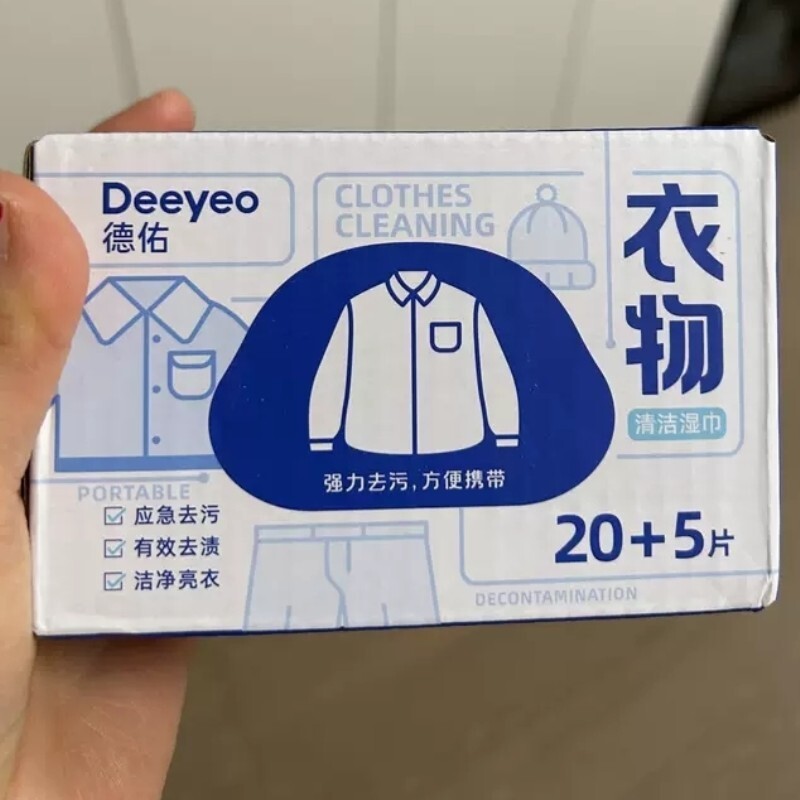 Deeyeo
德佑
CLOTHES
CLEANING
衣物
清洁湿巾
强力去污,方便携带
PORTABLE
应急去污
有效去渍
洁净亮衣
20+5片
DECONTAMINATION